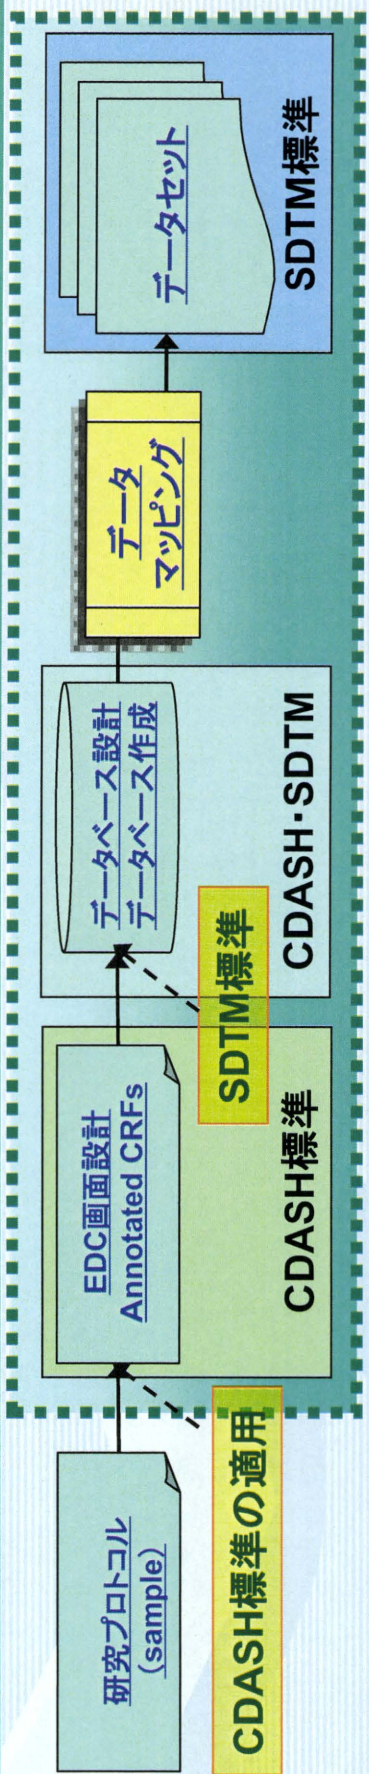 研究プロトコル
（sample）
CDASH標準の適用
EDC画面設計
Annotated CRFs
CDASH標準
SDTM標準
データベース設計
データベース作成
CDASH・SDTM
データ
マッピング
データセット
SDTM標準